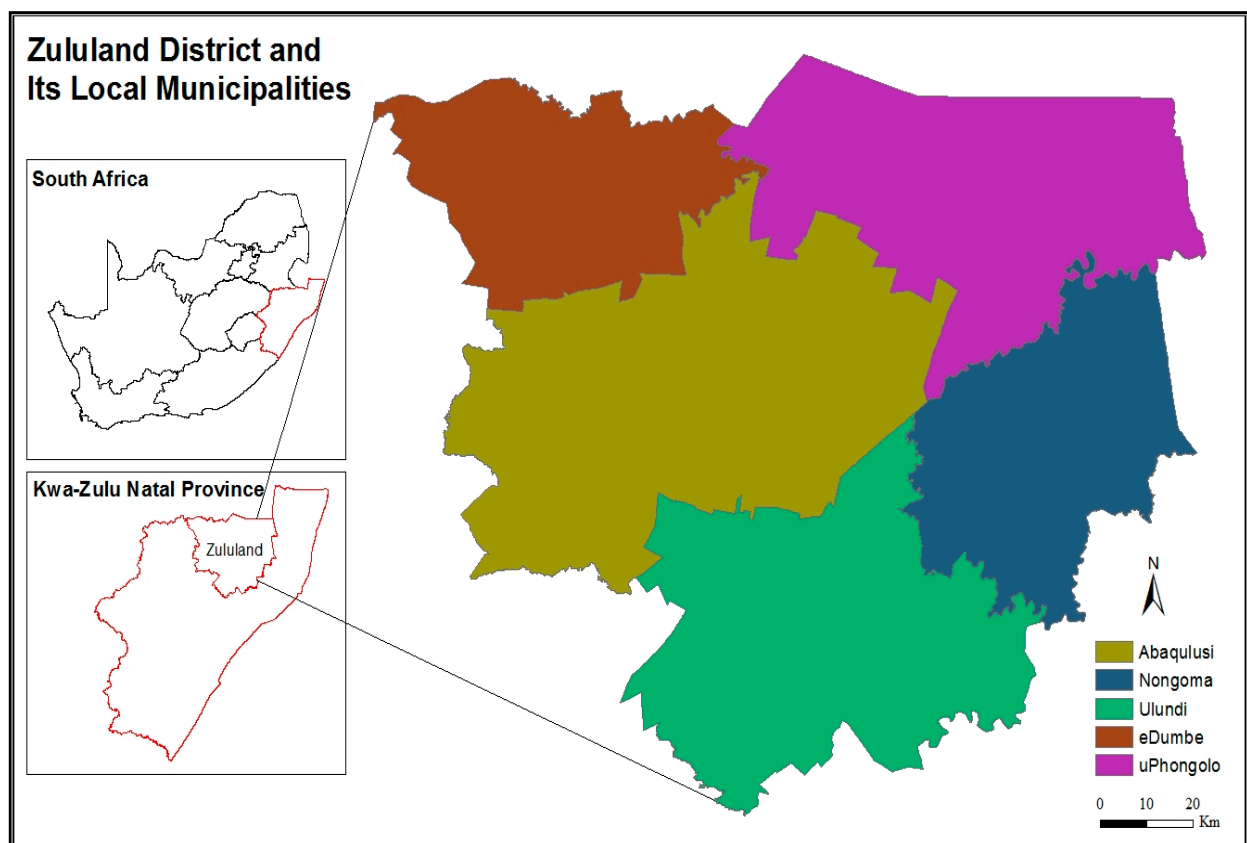 Zululand District and
Its Local Municipalities
South Africa
Kwa-Zulu Natal Province
Zululand
N
Abaqulusi
Nongoma
Ulundi
eDumbe
uPhongolo
0 10 20
Km